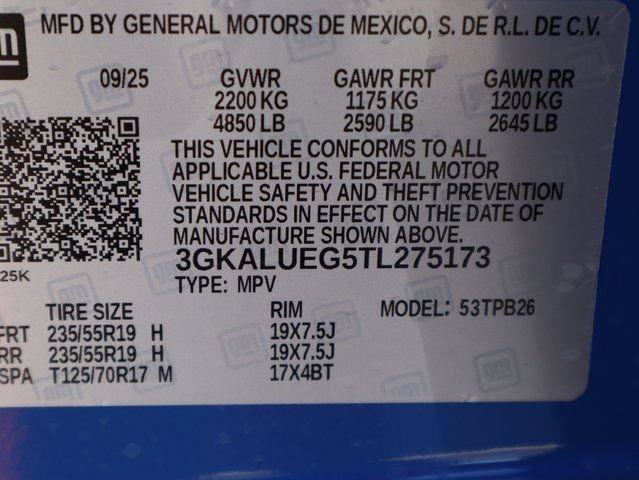 gm MFD BY GENERAL MOTORS DE MEXICO, S. DE R.L. DE C.V.
09/25 GVWR GAWR FRT GAWR RR
2200 KG 1175 KG 1200 KG
4850 LB 2590 LB 2645 LB
THIS VEHICLE CONFORMS TO ALL
APPLICABLE U.S. FEDERAL MOTOR
VEHICLE SAFETY AND THEFT PREVENTION
STANDARDS IN EFFECT ON THE DATE OF
MANUFACTURE SHOWN ABOVE.
3GKALUEG5TL275173
25K
TYPE: MPV
TIRE SIZE RIM MODEL: 53TPB26
FRT 235/55R19 H 19X7.5J
RR 235/55R19 H 19X7.5J
SPA T125/70R17 M 17X4BT